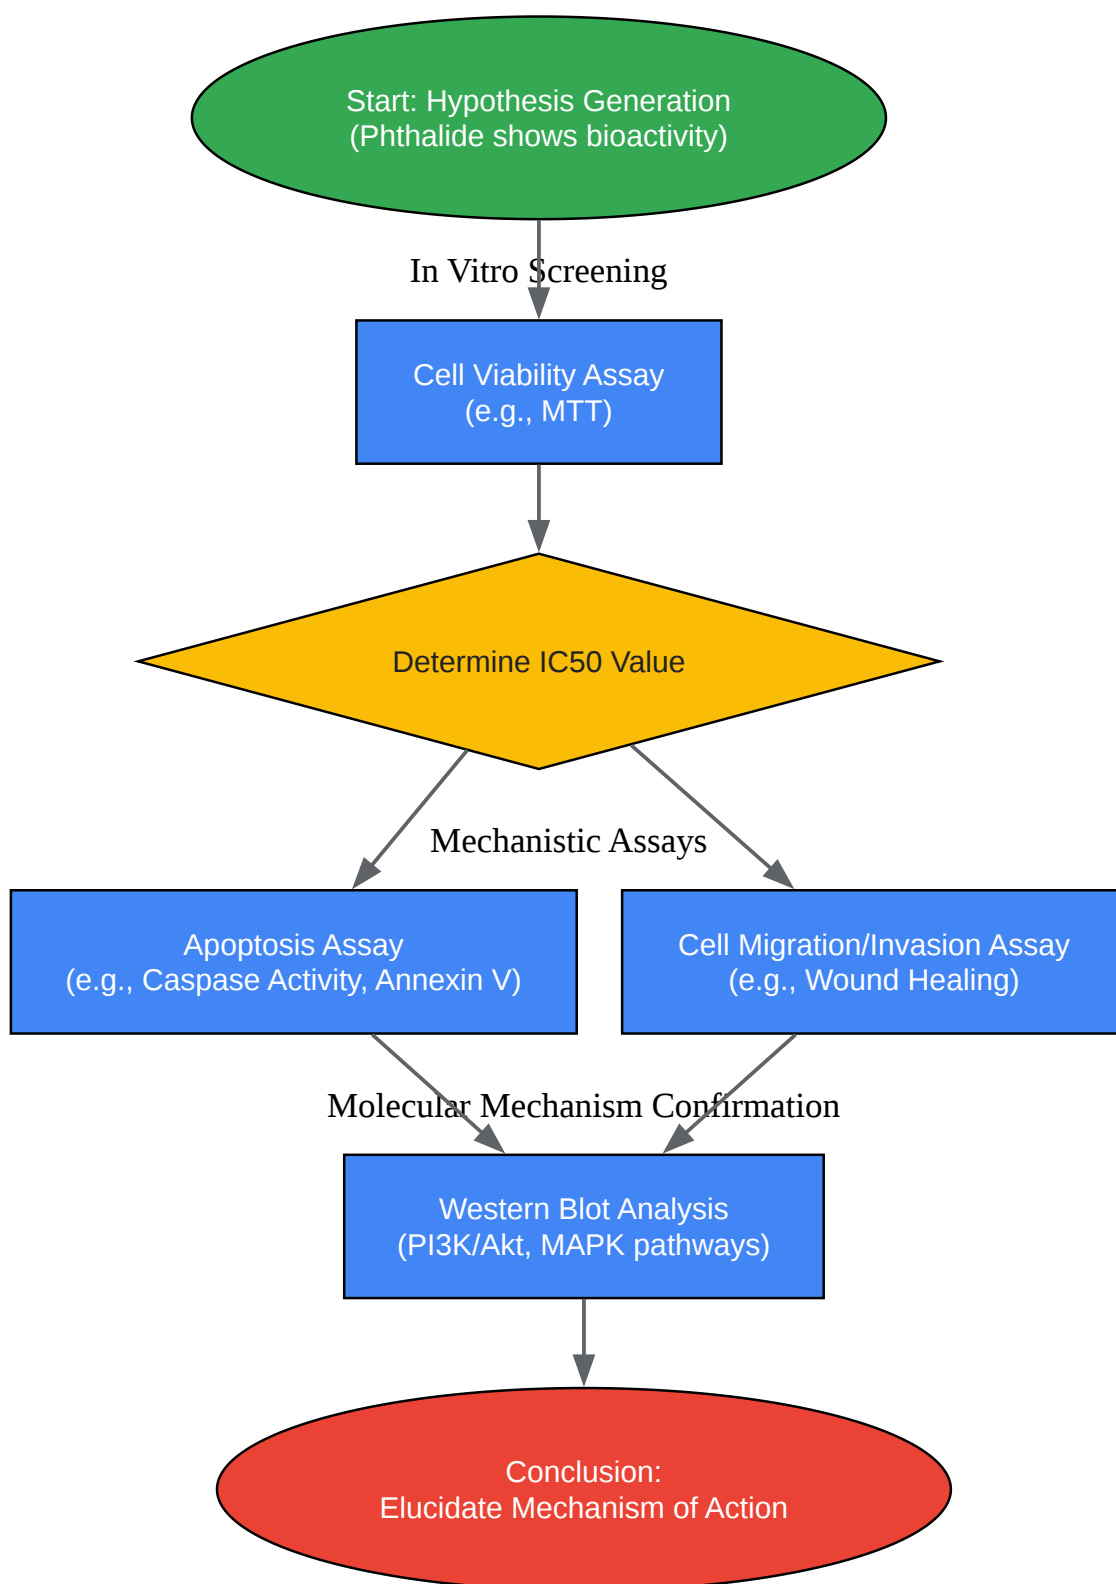 Start: Hypothesis Generation
(Phthalide shows bioactivity)
In Vitro Screening
Cell Viability Assay
(e.g., MTT)
Determine IC50 Value
Mechanistic Assays
Apoptosis Assay
(e.g., Caspase Activity, Annexin V)
Cell Migration/Invasion Assay
(e.g., Wound Healing)
Molecular Mechanism Confirmation
Western Blot Analysis
(PI3K/Akt, MAPK pathways)
Conclusion:
Elucidate Mechanism of Action